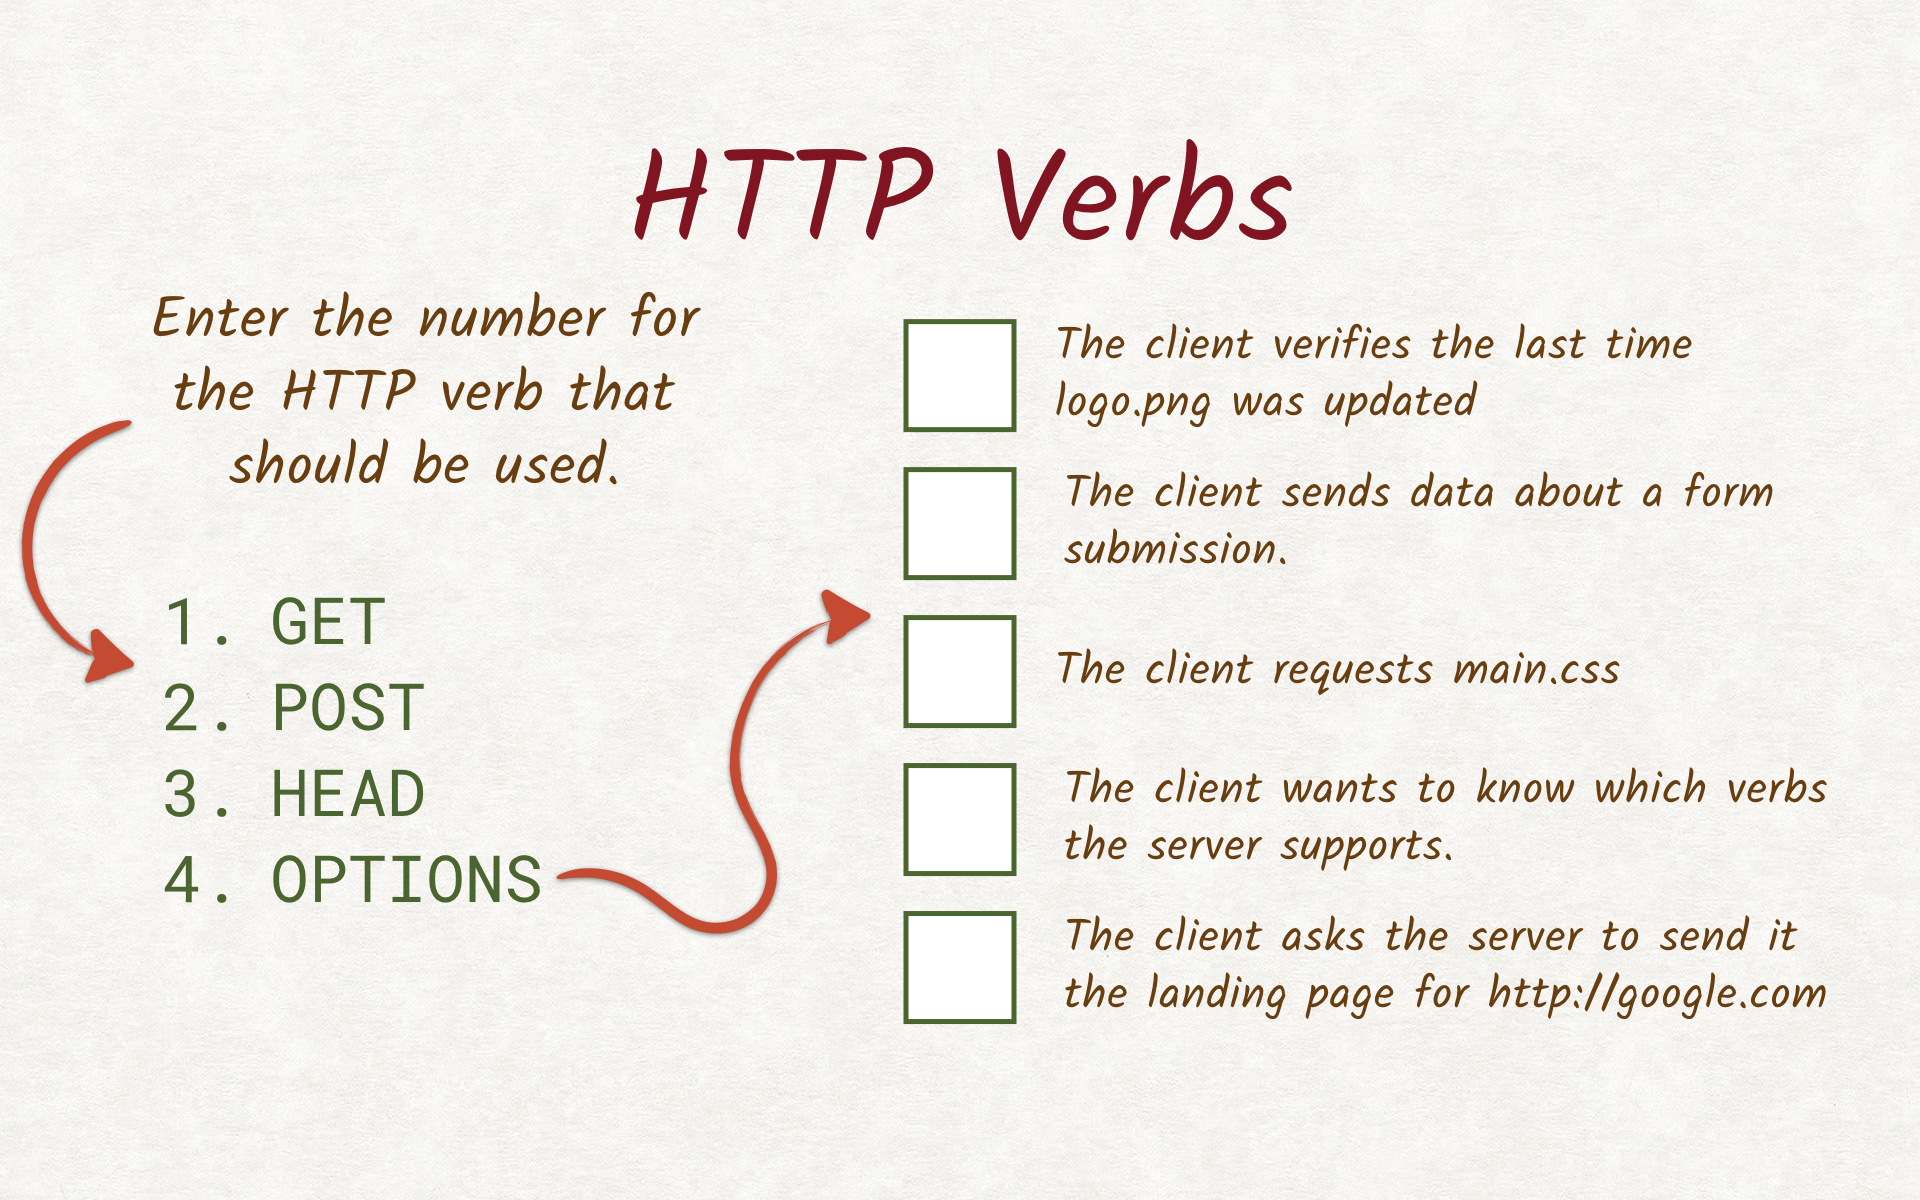 HTTP Verbs
Enter the number for
the HTTP verb that
should be used.
1. GET
2. POST
3. HEAD
4. OPTIONS
The client verifies the last time
logo.png was updated
The client sends data about a form
submission.
The client requests main.css
The client wants to know which verbs
the server supports.
The client asks the server to send it
the landing page for http://google.com